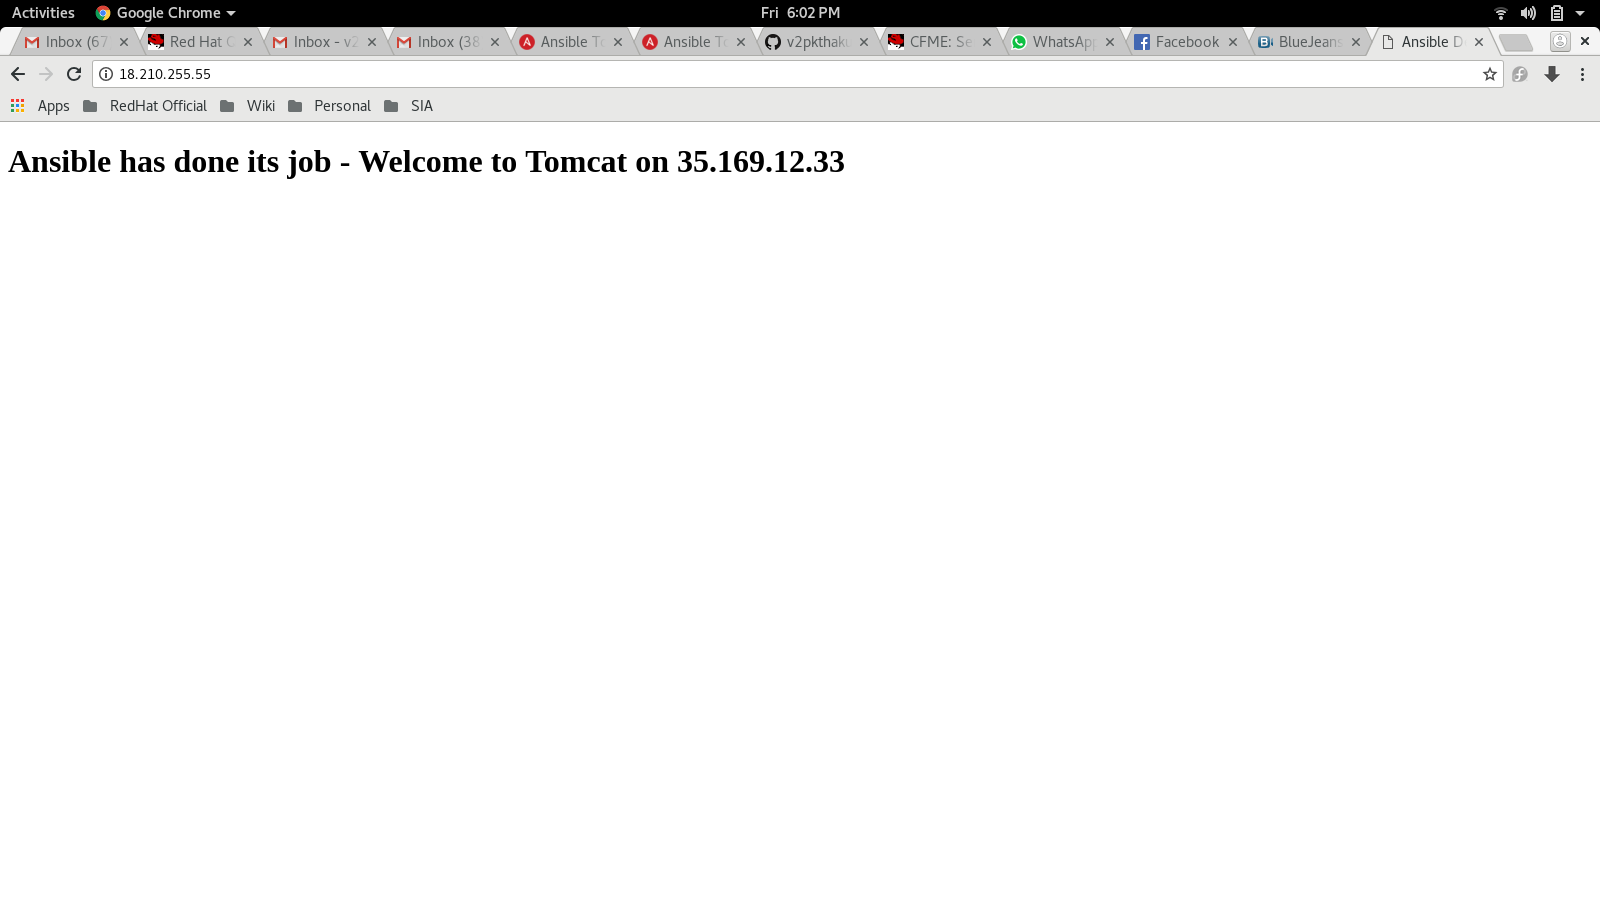 Activities Google Chrome Fri 6:02 PM
Inbox (67 Red Hat Inbox - v2 Inbox (38 Ansible Ansible v2pkthaku CFME: Se WhatsApp Facebook BlueJeans Ansible D
18.210.255.55
Apps RedHat Official Wiki Personal SIA
Ansible has done its job - Welcome to Tomcat on 35.169.12.33